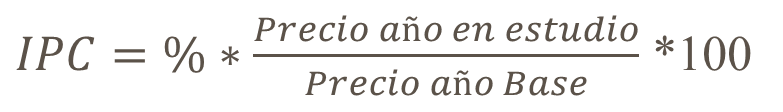 IPC = % * Precio año en estudio / Precio año Base *100